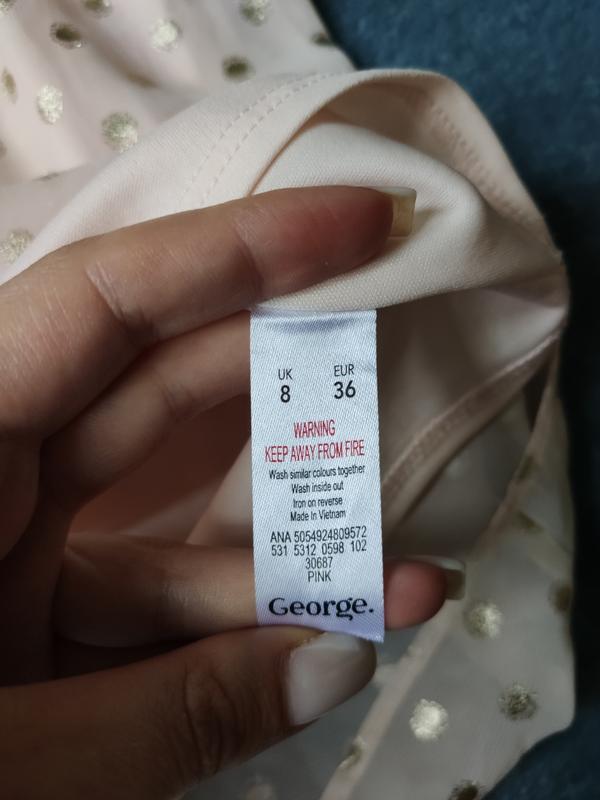 UK EUR
8 36
WARNING
KEEP AWAY FROM FIRE
Wash similar colours together
Wash inside out
Iron on reverse
Made In Vietnam
ANA 5054924809572
531 5312 0598 102
30687
PINK
George.